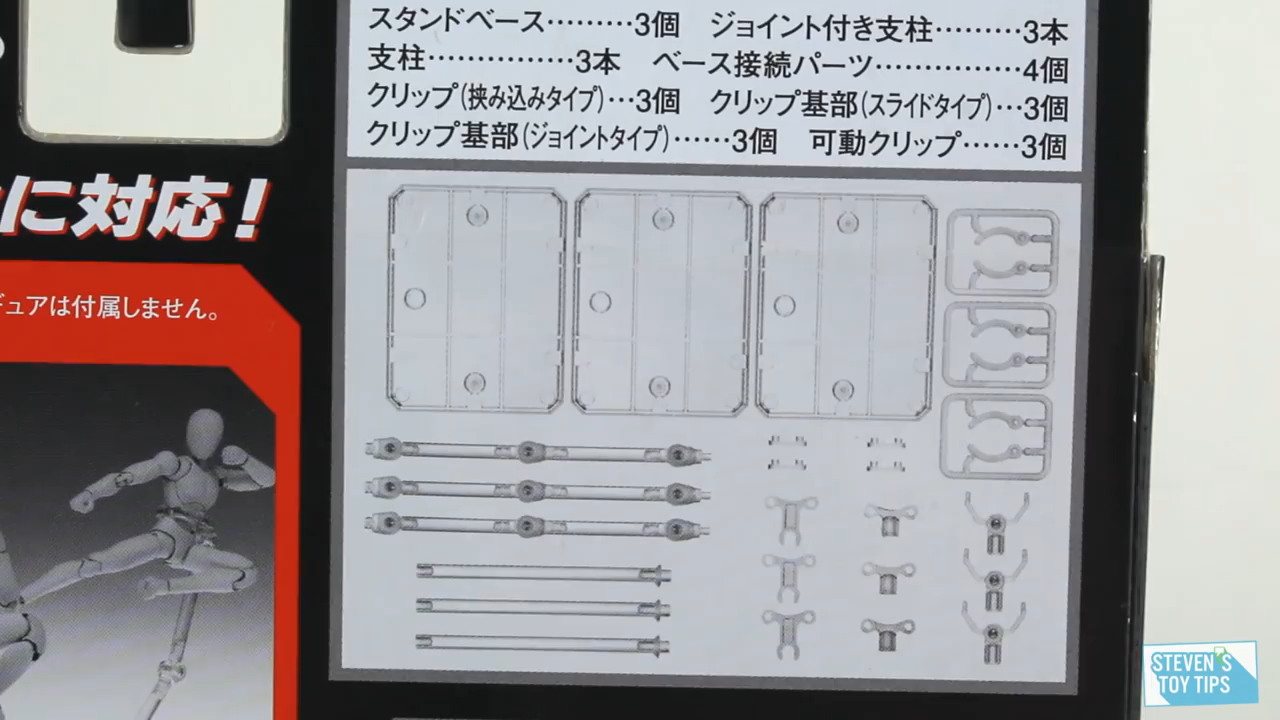 スタンドベース………3個 ジョイント付き支柱………3本
支柱……………3本 ベース接続パーツ……………4個
クリップ(挟み込みタイプ)…3個 クリップ基部(スライドタイプ)…3個
クリップ基部(ジョイントタイプ)……3個 可動クリップ……3個
に対応!
ュアは付属しません。
STEVEN'S
TOY TIPS